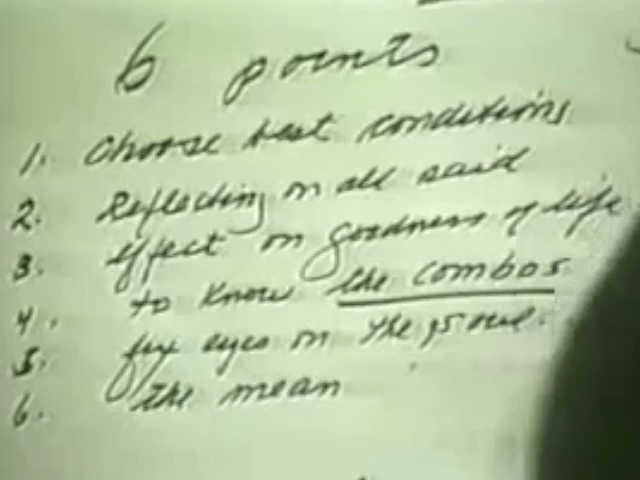 6 points
1. Choose best conditions
2. Reflecting on all said
3. effect on goodness of life
4. to know the combos
5. fix eyes on the soul.
6. the mean